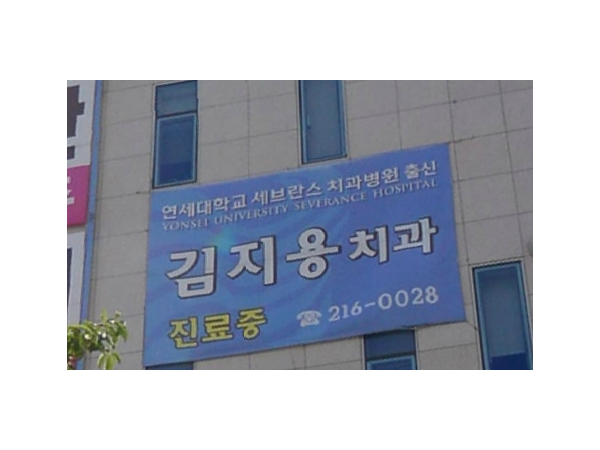 연세대학교 세브란스 치과병원 출신
YONSEI UNIVERSITY SEVERANCE HOSPITAL
김지용치과
진료중 ☎ 216-0028